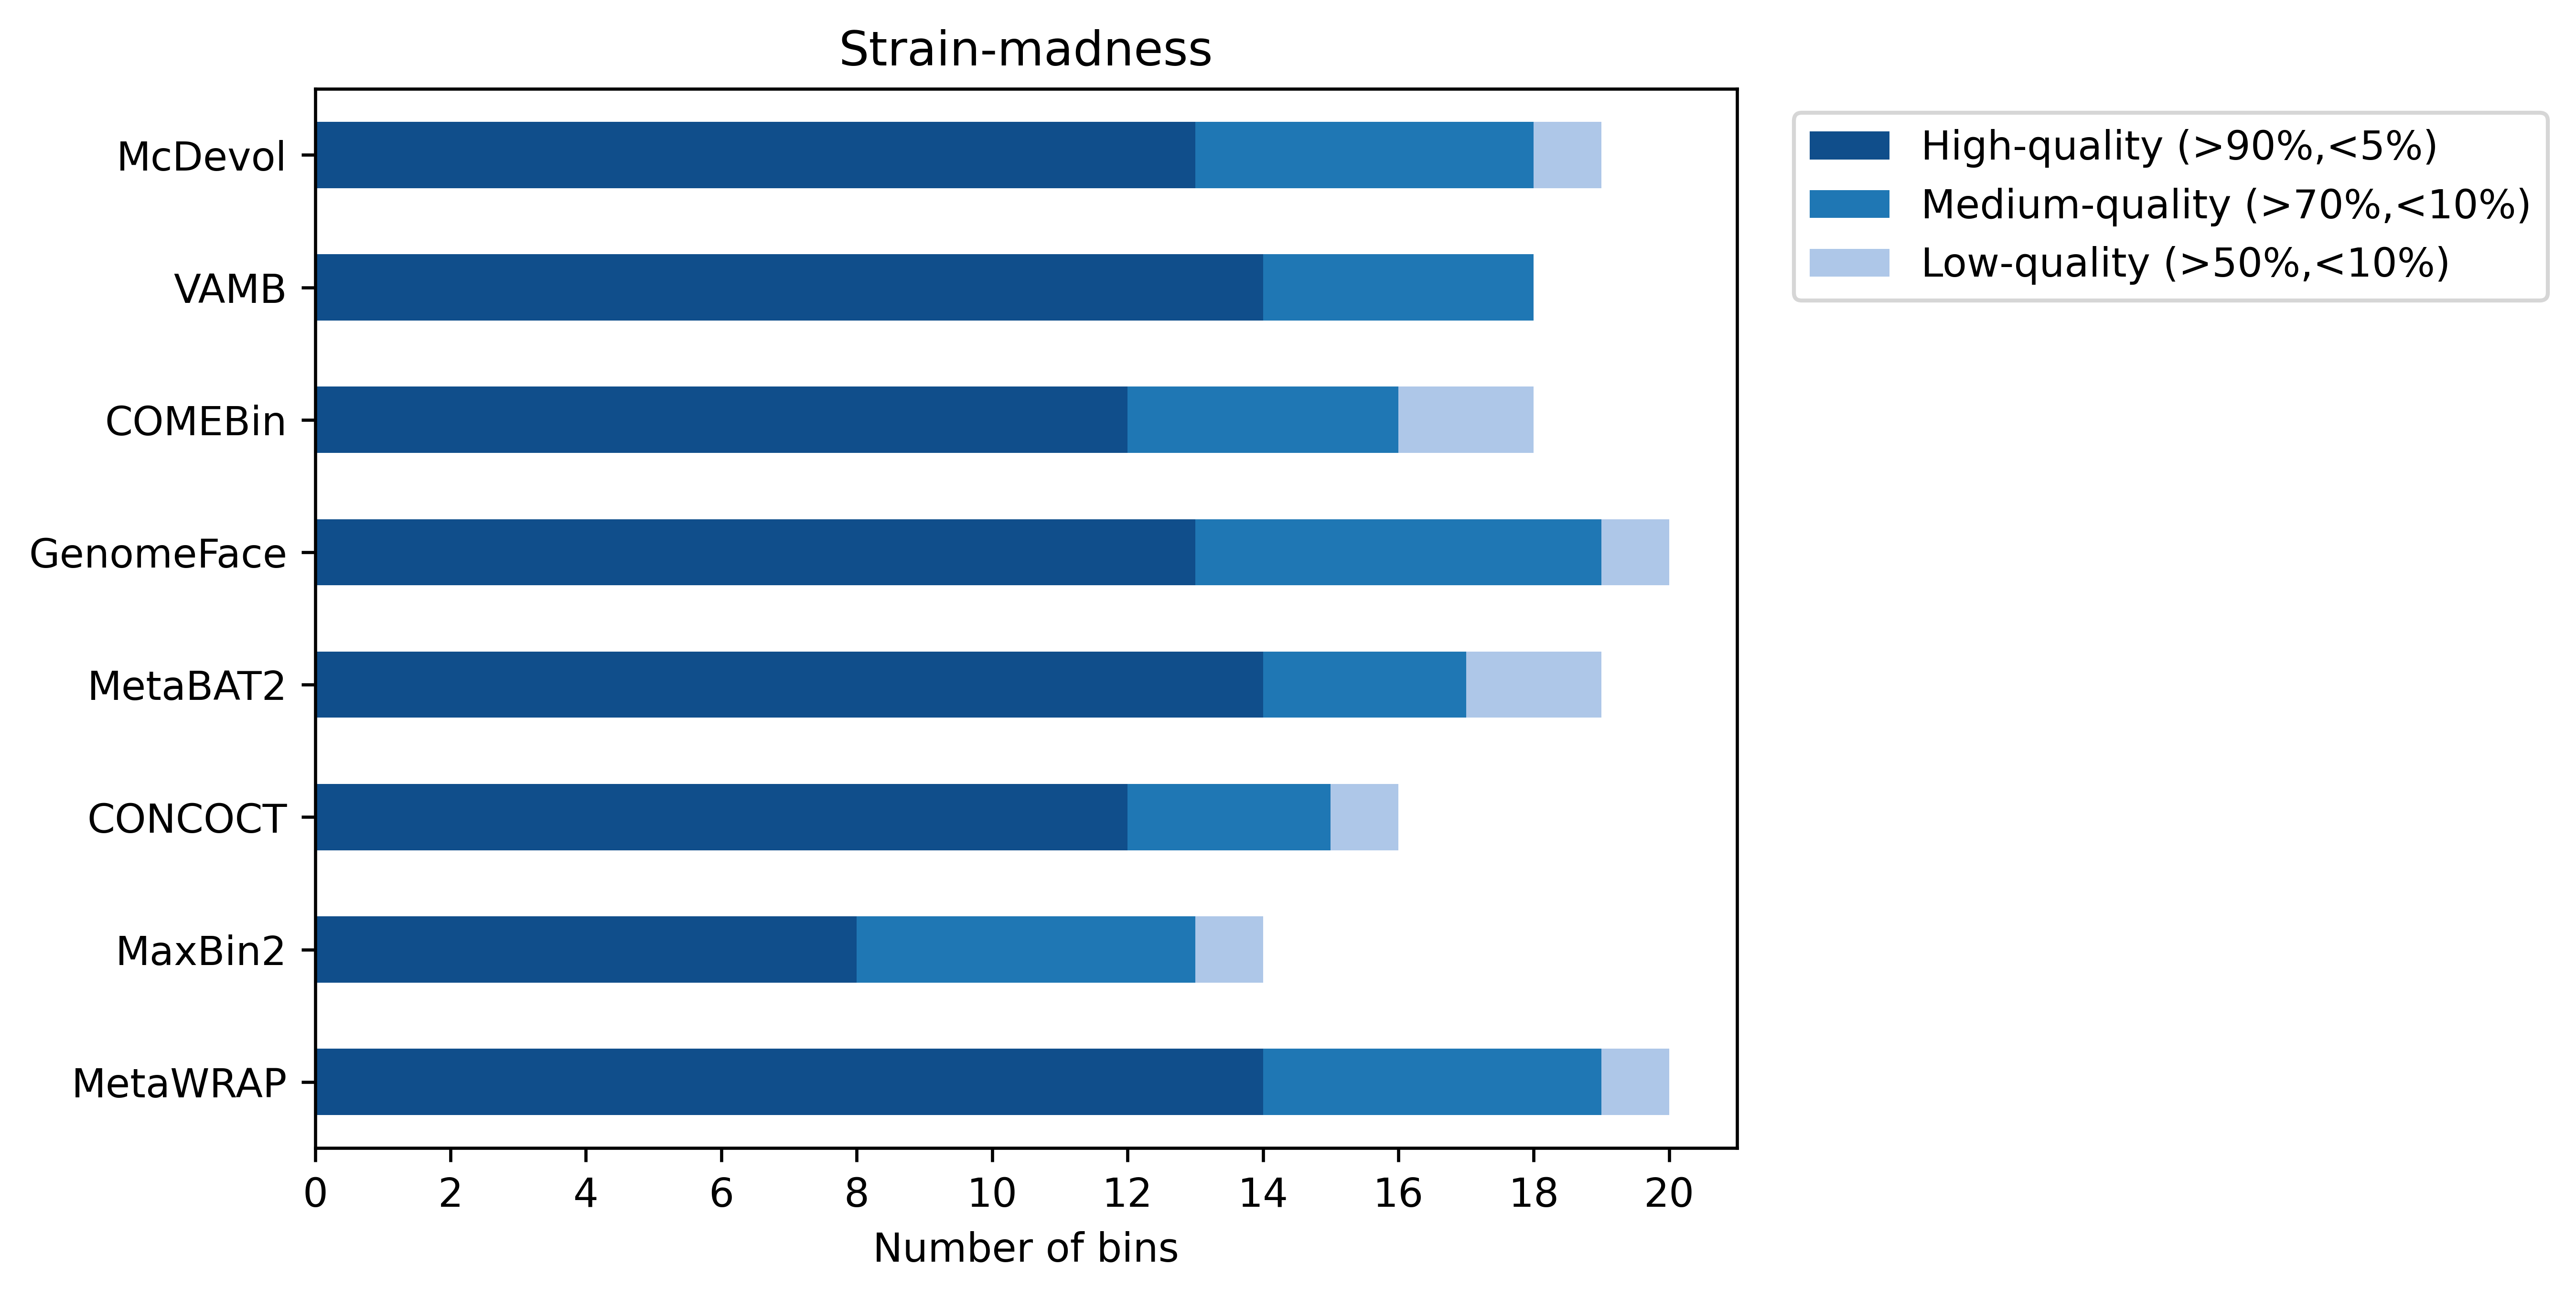 Strain-madness
McDevol
VAMB
COMEBin
GenomeFace
MetaBAT2
CONCOCT
MaxBin2
MetaWRAP
0 2 4 6 8 10 12 14 16 18 20
Number of bins
High-quality (>90%,<5%)
Medium-quality (>70%,<10%)
Low-quality (>50%,<10%)